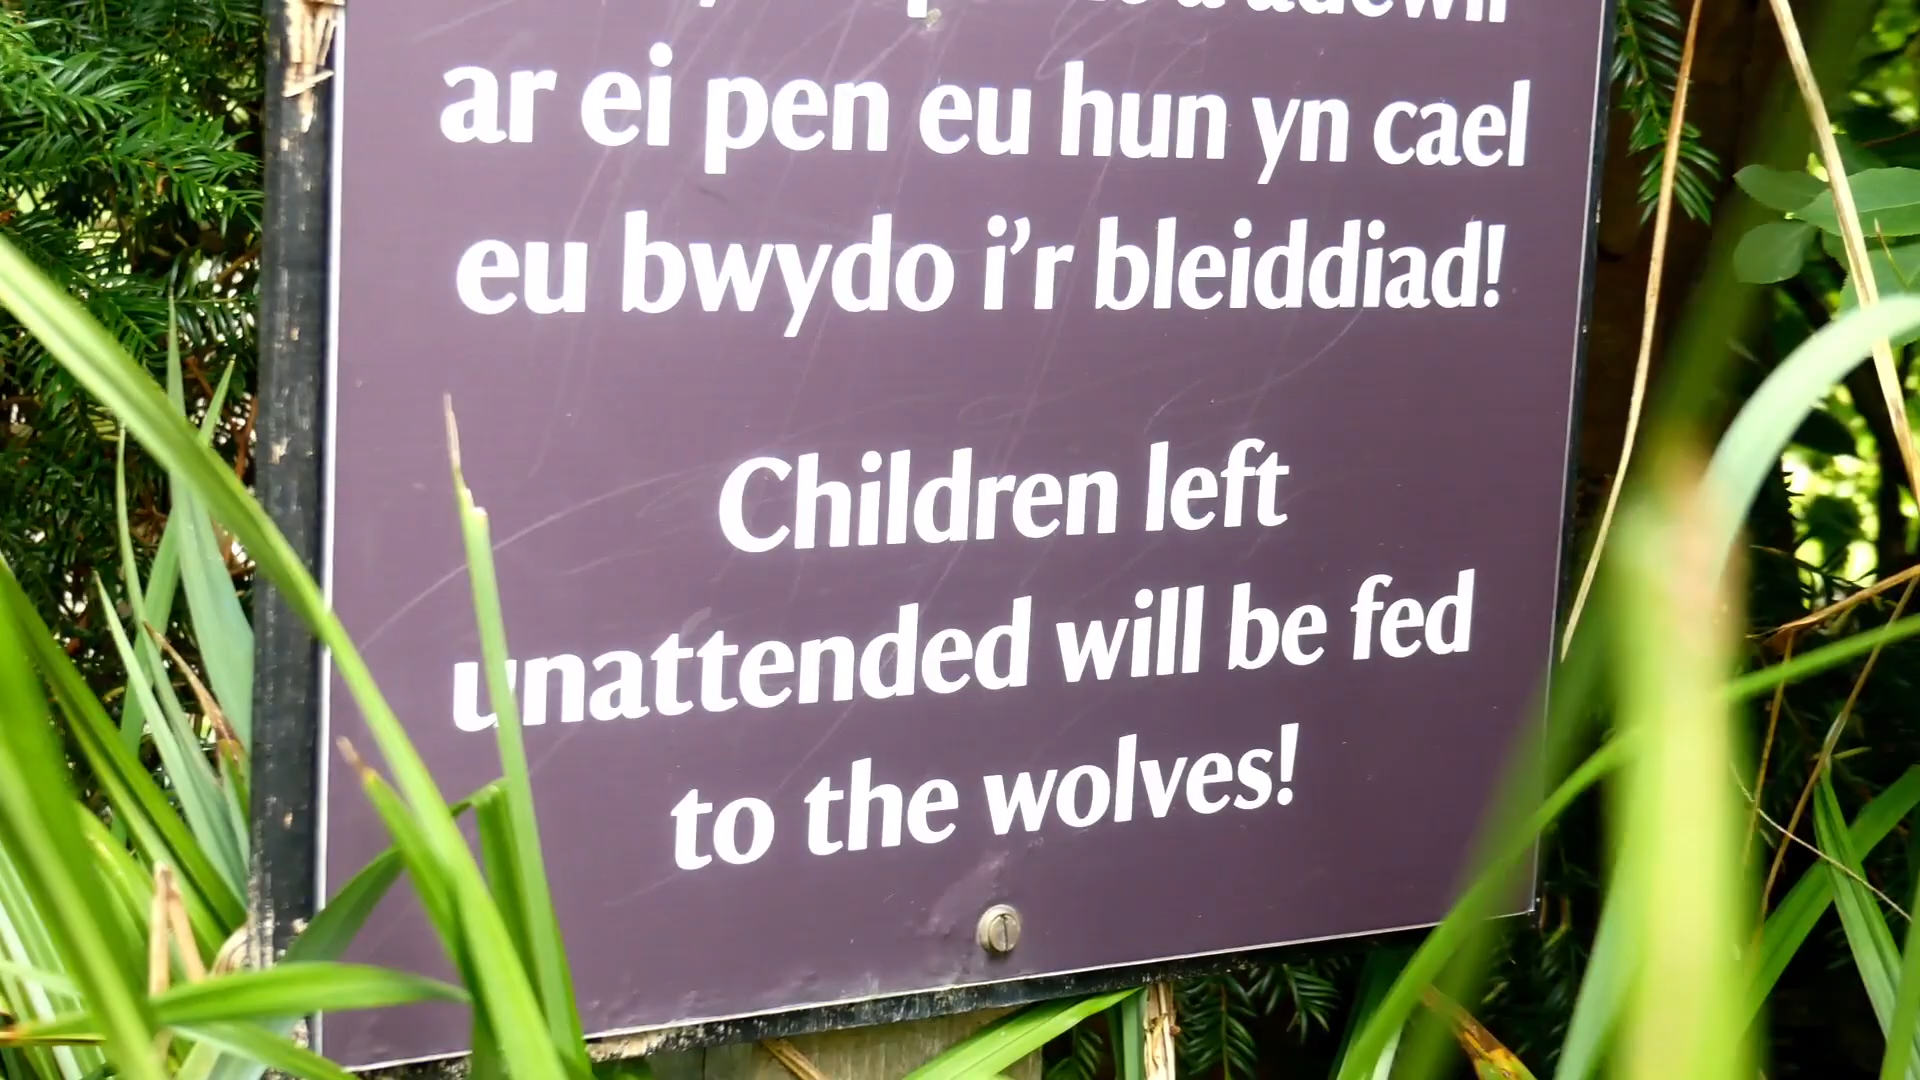 ar ei pen eu hun yn cael
eu bwydo i'r bleiddiad!
Children left
unattended will be fed
to the wolves!